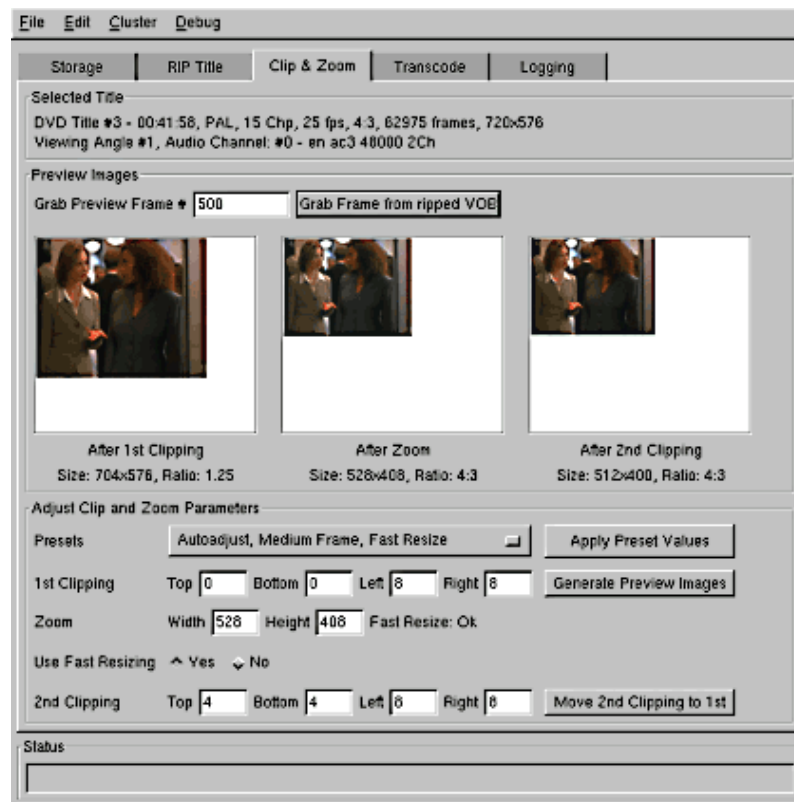 File Edit Cluster Debug
Storage RIP Title Clip & Zoom Transcode Logging
Selected Title
DVD Title #3 - 00:41:58, PAL, 15 Chp, 25 fps, 4:3, 62975 frames, 720x576
Viewing Angle #1, Audio Channel: #0 - en ac3 48000 2Ch
Preview Images
Grab Preview Frame # 500 Grab Frame from ripped VOB
After 1st Clipping After Zoom After 2nd Clipping
Size: 704x576, Ratio: 1.25 Size: 528x408, Ratio: 4:3 Size: 512x400, Ratio: 4:3
Adjust Clip and Zoom Parameters
Presets Autoadjust, Medium Frame, Fast Resize Apply Preset Values
1st Clipping Top 0 Bottom 0 Left 8 Right 8 Generate Preview Images
Zoom Width 528 Height 408 Fast Resize: Ok
Use Fast Resizing Yes No
2nd Clipping Top 4 Bottom 4 Left 8 Right 8 Move 2nd Clipping to 1st
Status